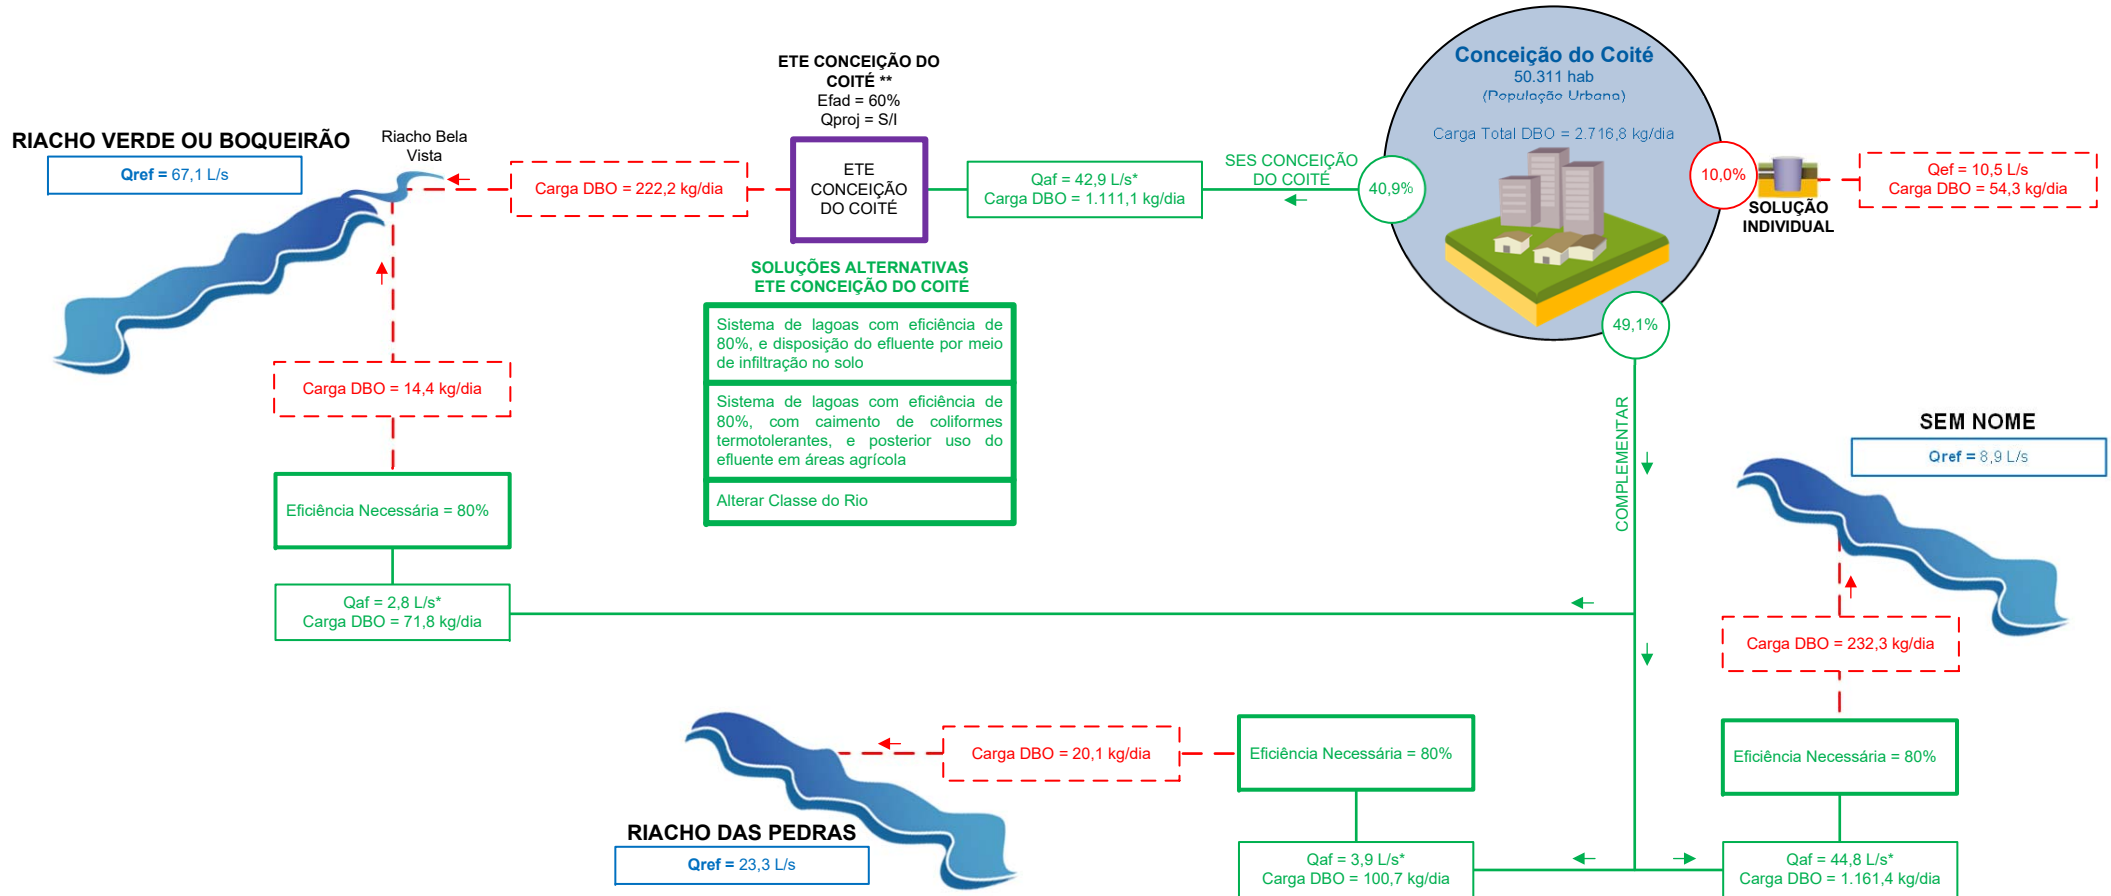 ETE CONCEIÇÃO DO
COITÉ **
Efad = 60%
Qproj = S/I
RIACHO VERDE OU BOQUEIRÃO
Qref = 67,1 L/s
Riacho Bela
Vista
Carga DBO = 222,2 kg/dia
ETE
CONCEIÇÃO
DO COITÉ
Qaf = 42,9 L/s*
Carga DBO = 1.111,1 kg/dia
SES CONCEIÇÃO
DO COITÉ
40,9%
Conceição do Coité
50.311 hab
(População Urbana)
Carga Total DBO = 2.716,8 kg/dia
10,0%
SOLUÇÃO
INDIVIDUAL
Qef = 10,5 L/s
Carga DBO = 54,3 kg/dia
49,1%
SOLUÇÕES ALTERNATIVAS
ETE CONCEIÇÃO DO COITÉ
Sistema de lagoas com eficiência de
80%, e disposição do efluente por meio
de infiltração no solo
Sistema de lagoas com eficiência de
80%, com caimento de coliformes
termotolerantes, e posterior uso do
efluente em áreas agrícola
Alterar Classe do Rio
Carga DBO = 14,4 kg/dia
Eficiência Necessária = 80%
Qaf = 2,8 L/s*
Carga DBO = 71,8 kg/dia
COMPLEMENTAR
SEM NOME
Qref = 8,9 L/s
Carga DBO = 232,3 kg/dia
Eficiência Necessária = 80%
Qaf = 44,8 L/s*
Carga DBO = 1.161,4 kg/dia
Carga DBO = 20,1 kg/dia
Eficiência Necessária = 80%
Qaf = 3,9 L/s*
Carga DBO = 100,7 kg/dia
RIACHO DAS PEDRAS
Qref = 23,3 L/s